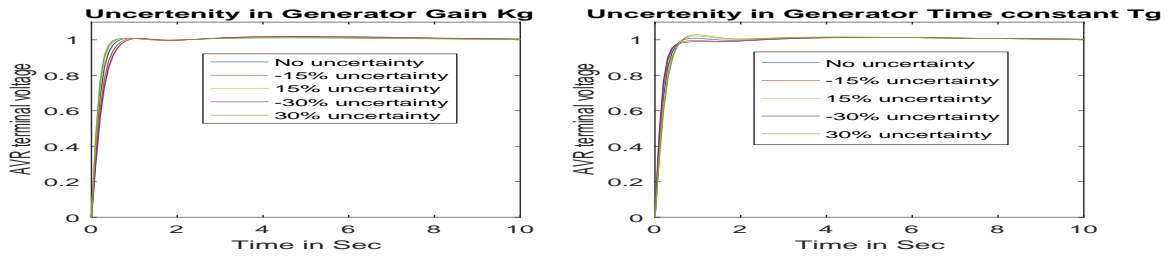 Uncertenity in Generator Gain Kg
AVR terminal voltage
1
0.8
0.6
0.4
0.2
0
No uncertainty
-15% uncertainty
15% uncertainty
-30% uncertainty
30% uncertainty
0 2 4 6 8 10
Time in Sec
Uncertenity in Generator Time constant Tg
AVR terminal voltage
1
0.8
0.6
0.4
0.2
0
No uncertainty
-15% uncertainty
15% uncertainty
-30% uncertainty
30% uncertainty
0 2 4 6 8 10
Time in Sec